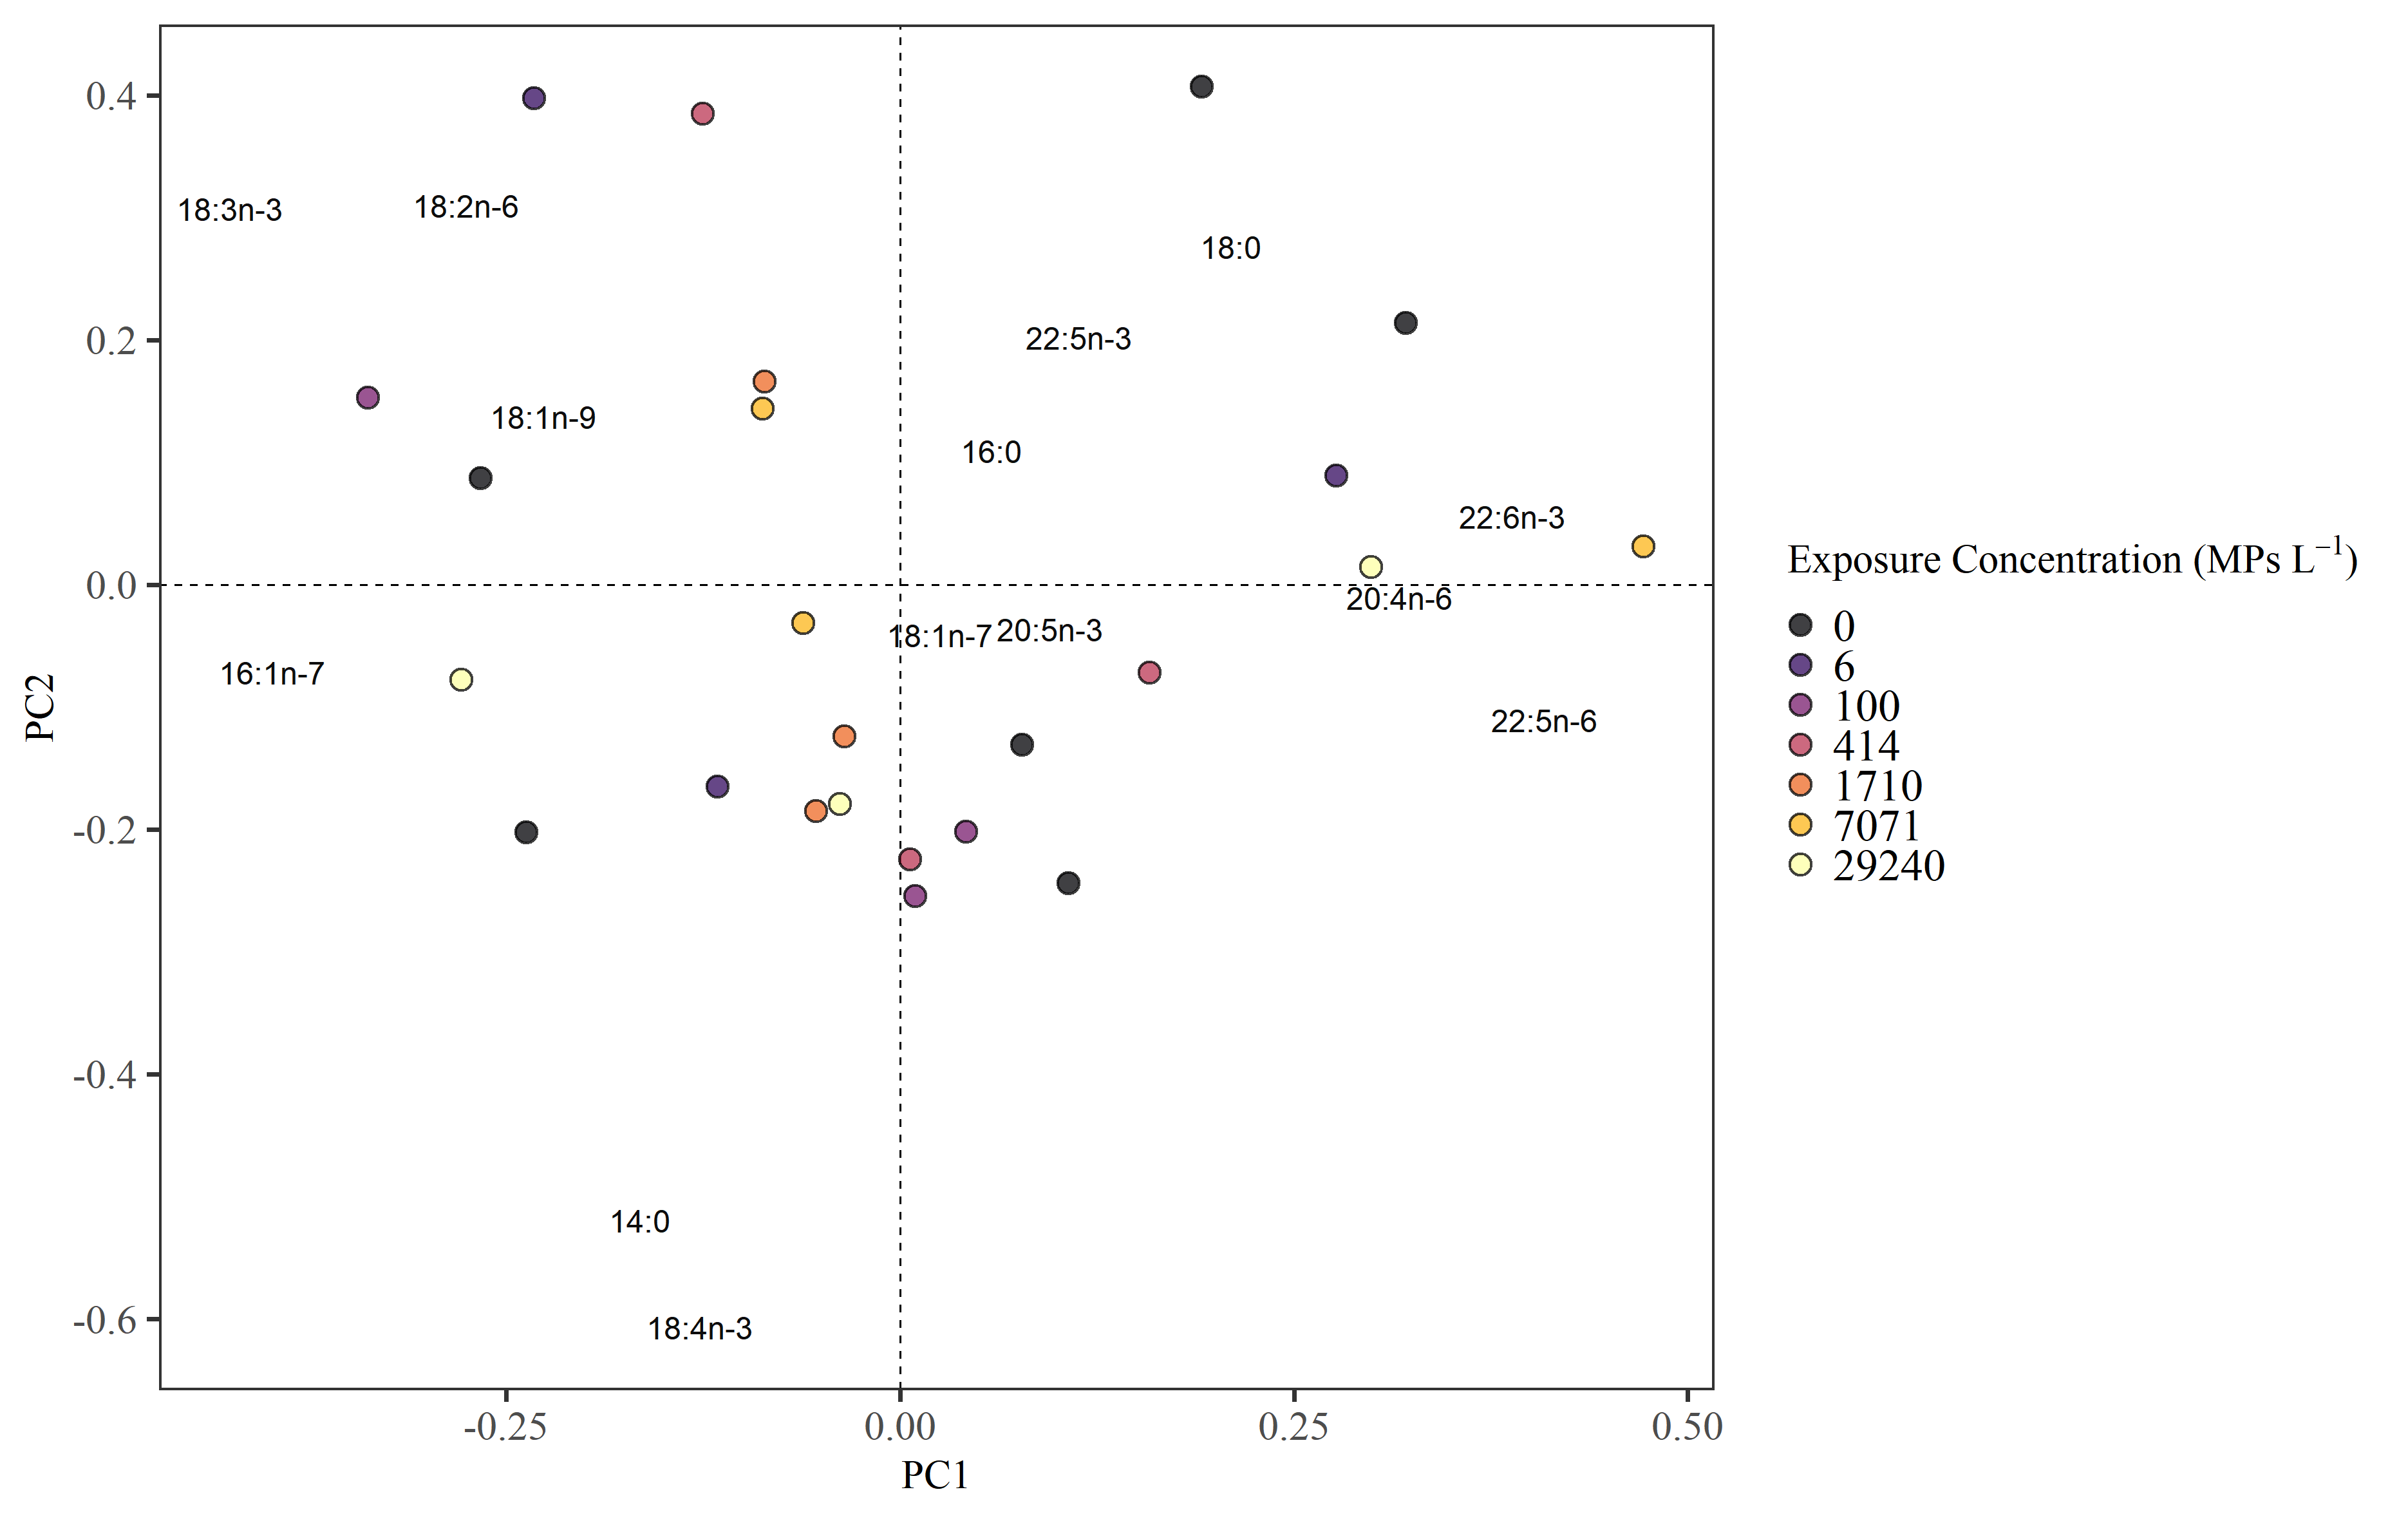 0.4
18:3n-3 18:2n-6
18:0
0.2
22:5n-3
18:1n-9
16:0
22:6n-3
0.0
20:4n-6
18:1n-7 20:5n-3
16:1n-7
22:5n-6
-0.2
-0.4
14:0
-0.6
18:4n-3
PC2
-0.25 0.00 0.25 0.50
PC1
Exposure Concentration (MPs L⁻¹)
0
6
100
414
1710
7071
29240